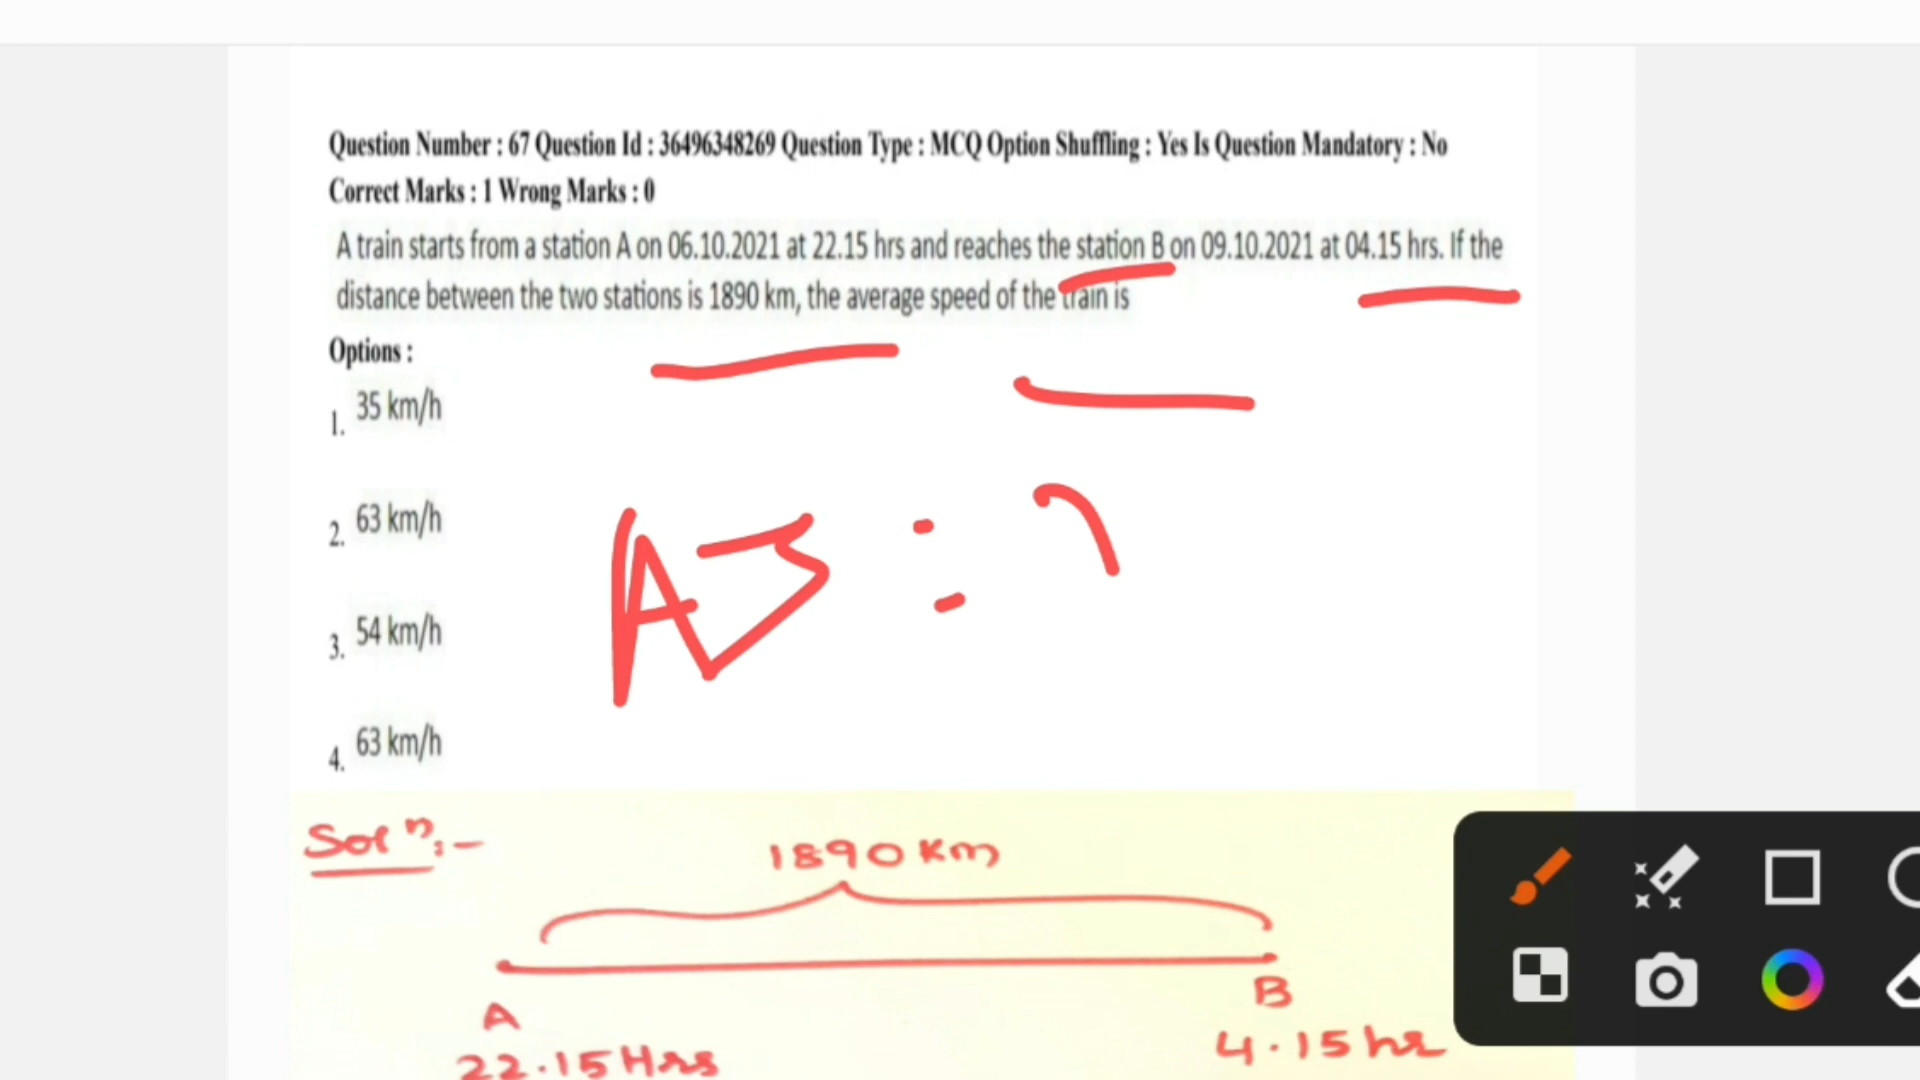 Question Number : 67 Question Id : 36496348269 Question Type : MCQ Option Shuffling : Yes Is Question Mandatory : No
Correct Marks : 1 Wrong Marks : 0
A train starts from a station A on 06.10.2021 at 22.15 hrs and reaches the station B on 09.10.2021 at 04.15 hrs. If the
distance between the two stations is 1890 km, the average speed of the train is
Options :
1. 35 km/h
2. 63 km/h
3. 54 km/h
4. 63 km/h
AS = ?
Solⁿ:-
1890 Km
A
B
22.15 Hrs
4.15 hr